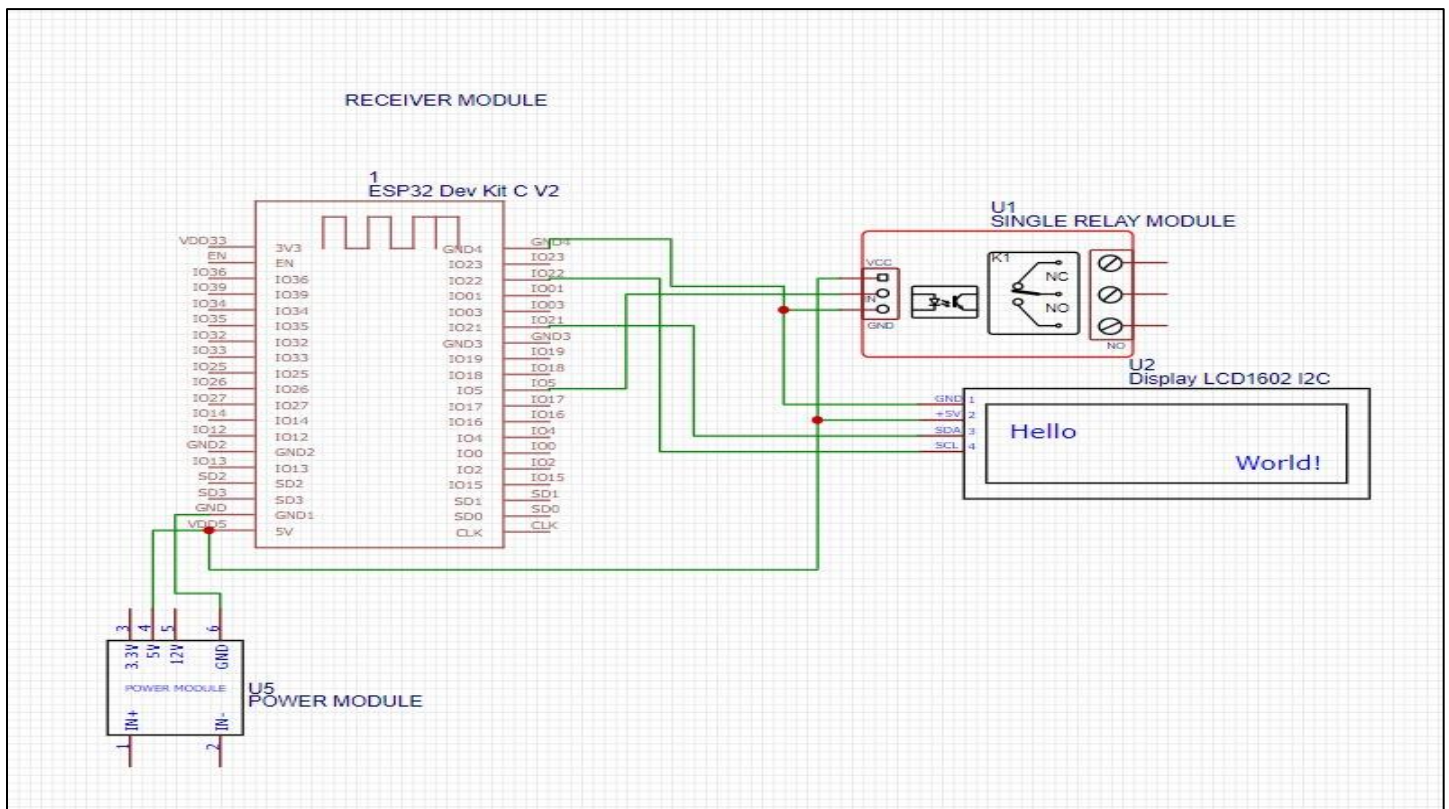 RECEIVER MODULE
1
ESP32 Dev Kit C V2
VDD33
EN
IO36
IO39
IO34
IO35
IO32
IO33
IO25
IO26
IO27
IO14
IO12
GND2
IO13
SD2
SD3
GND
VDD5
3V3
EN
IO36
IO39
IO34
IO35
IO32
IO33
IO25
IO26
IO27
IO14
IO12
GND2
IO13
SD2
SD3
GND1
5V
GND4
IO23
IO22
IO01
IO03
IO21
GND3
IO19
IO18
IO5
IO17
IO16
IO4
IO0
IO2
IO15
SD1
SD0
CLK
GND4
IO23
IO22
IO01
IO03
IO21
GND3
IO19
IO18
IO5
IO17
IO16
IO4
IO0
IO2
IO15
SD1
SD0
CLK
U1
SINGLE RELAY MODULE
VCC
IN
GND
K1
NC
NO
NO
U2
Display LCD1602 I2C
GND 1
+5V 2
SDA 3
SCL 4
Hello
World!
3 4 5 6
3.3V 5V 12V GND
POWER MODULE
IN+ IN-
1 2
U5
POWER MODULE